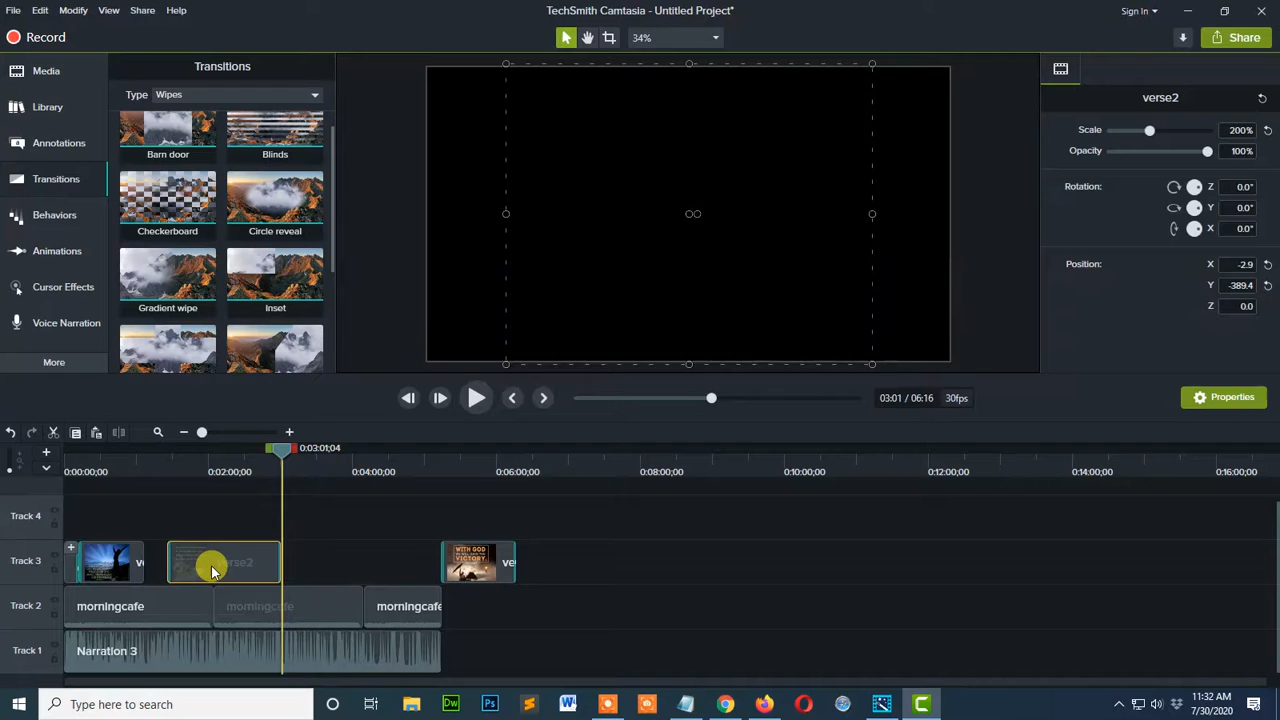 File Edit Modify View Share Help
TechSmith Camtasia - Untitled Project*
Sign In
Record
34%
Share
Media
Library
Annotations
Transitions
Behaviors
Animations
Cursor Effects
Voice Narration
More
Transitions
Type Wipes
Barn door Blinds
Checkerboard Circle reveal
Gradient wipe Inset
verse2
Scale 200%
Opacity 100%
Rotation: Z 0.0°
Y 0.0°
X 0.0°
Position: X -2.9
Y -389.4
Z 0.0
03:01 / 06:16 30fps
Properties
0:03:01;04
0:00:00;00 0:02:00;00 0:04:00;00 0:06:00;00 0:08:00;00 0:10:00;00 0:12:00;00 0:14:00;00 0:16:00;00
Track 4
Track 3
WITH GOD
VICTORY.
Track 2 morningcafe morningcafe morningcafe
Track 1 Narration 3
Type here to search
11:32 AM
7/30/2020